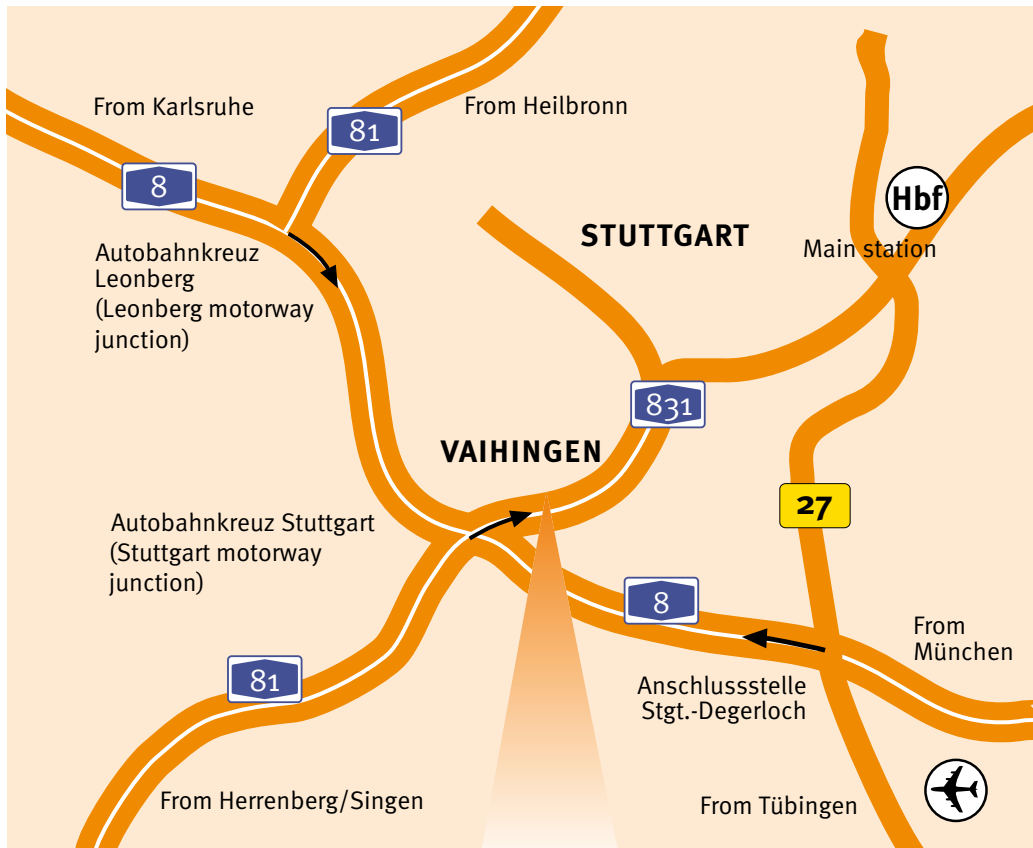 From Karlsruhe
From Heilbronn
81
8
Hbf
STUTTGART
Main station
Autobahnkreuz
Leonberg
(Leonberg motorway
junction)
831
VAIHINGEN
27
Autobahnkreuz Stuttgart
(Stuttgart motorway
junction)
8
From
München
81
Anschlussstelle
Stgt.-Degerloch
From Herrenberg/Singen
From Tübingen